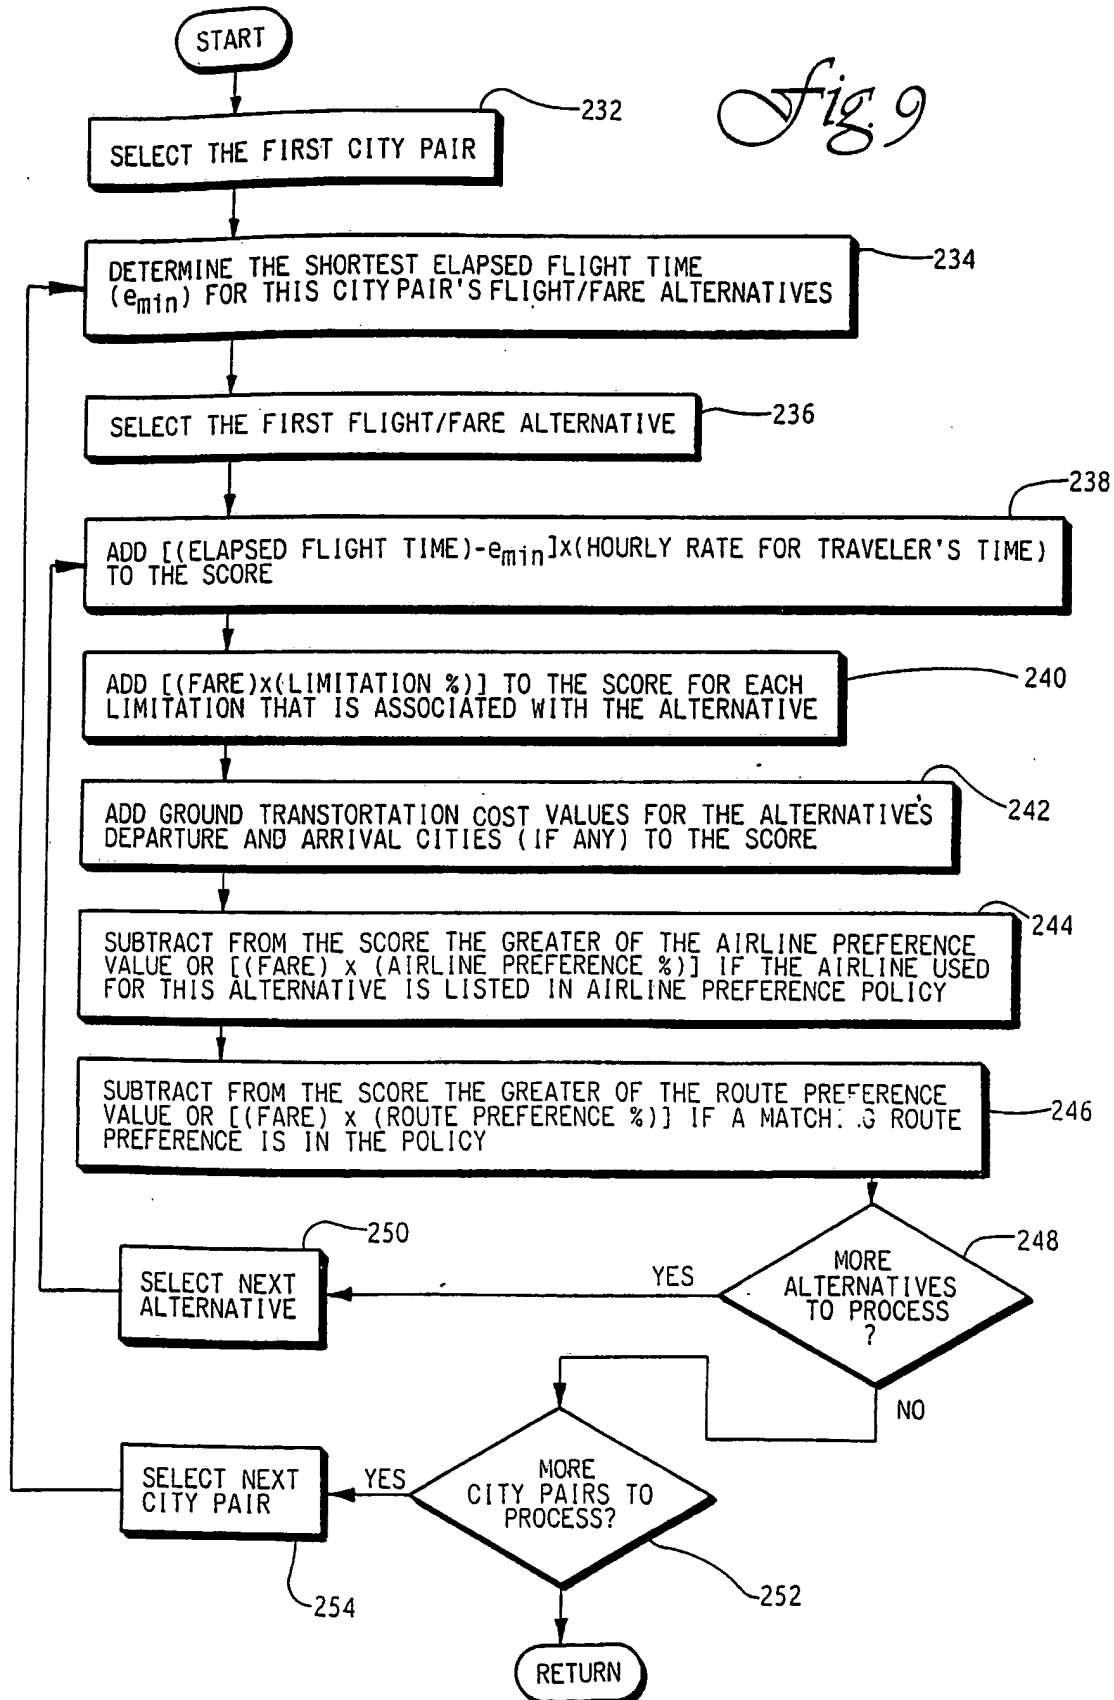 START
Fig. 9
232
SELECT THE FIRST CITY PAIR
234
DETERMINE THE SHORTEST ELAPSED FLIGHT TIME
(emin) FOR THIS CITY PAIR'S FLIGHT/FARE ALTERNATIVES
236
SELECT THE FIRST FLIGHT/FARE ALTERNATIVE
238
ADD [(ELAPSED FLIGHT TIME)-emin]x(HOURLY RATE FOR TRAVELER'S TIME)
TO THE SCORE
240
ADD [(FARE)x(LIMITATION %)] TO THE SCORE FOR EACH
LIMITATION THAT IS ASSOCIATED WITH THE ALTERNATIVE
242
ADD GROUND TRANSTORTATION COST VALUES FOR THE ALTERNATIVE'S
DEPARTURE AND ARRIVAL CITIES (IF ANY) TO THE SCORE
244
SUBTRACT FROM THE SCORE THE GREATER OF THE AIRLINE PREFERENCE
VALUE OR [(FARE) x (AIRLINE PREFERENCE %)] IF THE AIRLINE USED
FOR THIS ALTERNATIVE IS LISTED IN AIRLINE PREFERENCE POLICY
SUBTRACT FROM THE SCORE THE GREATER OF THE ROUTE PREFERENCE
VALUE OR [(FARE) x (ROUTE PREFERENCE %)] IF A ROUTE
PREFERENCE IS IN THE POLICY
246
250
SELECT NEXT
ALTERNATIVE
YES
248
MORE
ALTERNATIVES
TO PROCESS
?
NO
SELECT NEXT
CITY PAIR
YES
MORE
CITY PAIRS TO
PROCESS?
254
252
RETURN